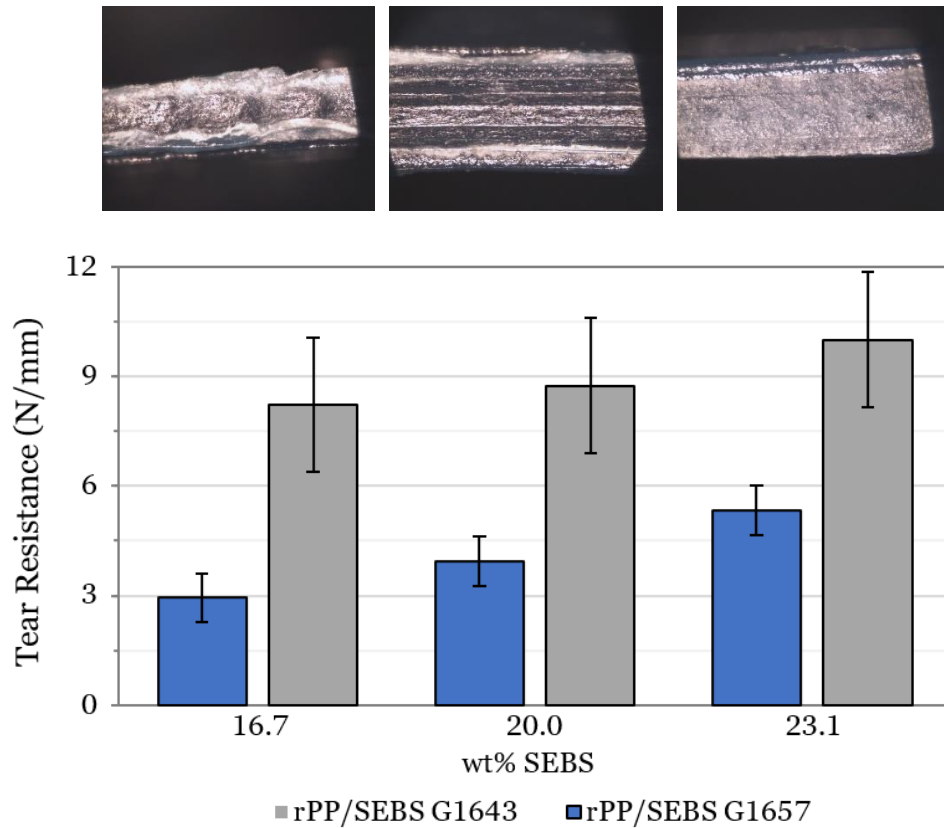 12
9
6
3
0
Tear Resistance (N/mm)
16.7 20.0 23.1
wt% SEBS
rPP/SEBS G1643 rPP/SEBS G1657